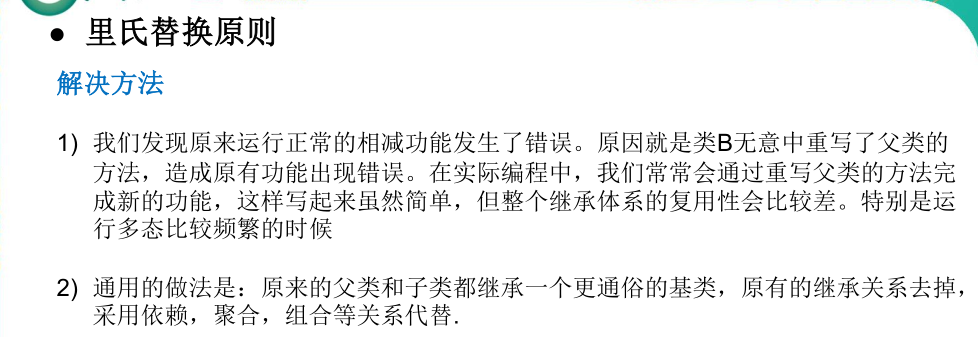 ● 里氏替换原则
解决方法
1) 我们发现原来运行正常的相减功能发生了错误。原因就是类B无意中重写了父类的
方法，造成原有功能出现错误。在实际编程中，我们常常会通过重写父类的方法完
成新的功能，这样写起来虽然简单，但整个继承体系的复用性会比较差。特别是运
行多态比较频繁的时候
2) 通用的做法是：原来的父类和子类都继承一个更通俗的基类，原有的继承关系去掉，
采用依赖，聚合，组合等关系代替.